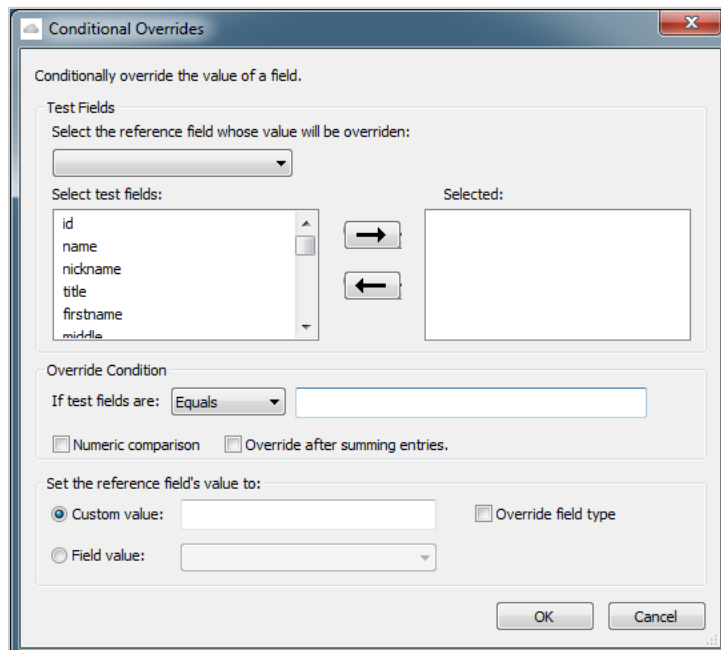 Conditional Overrides
Conditionally override the value of a field.
Test Fields
Select the reference field whose value will be overriden:
Select test fields:
Selected:
id
name
nickname
title
firstname
middle
Override Condition
If test fields are: Equals
Numeric comparison Override after summing entries.
Set the reference field's value to:
Custom value: Override field type
Field value:
OK Cancel